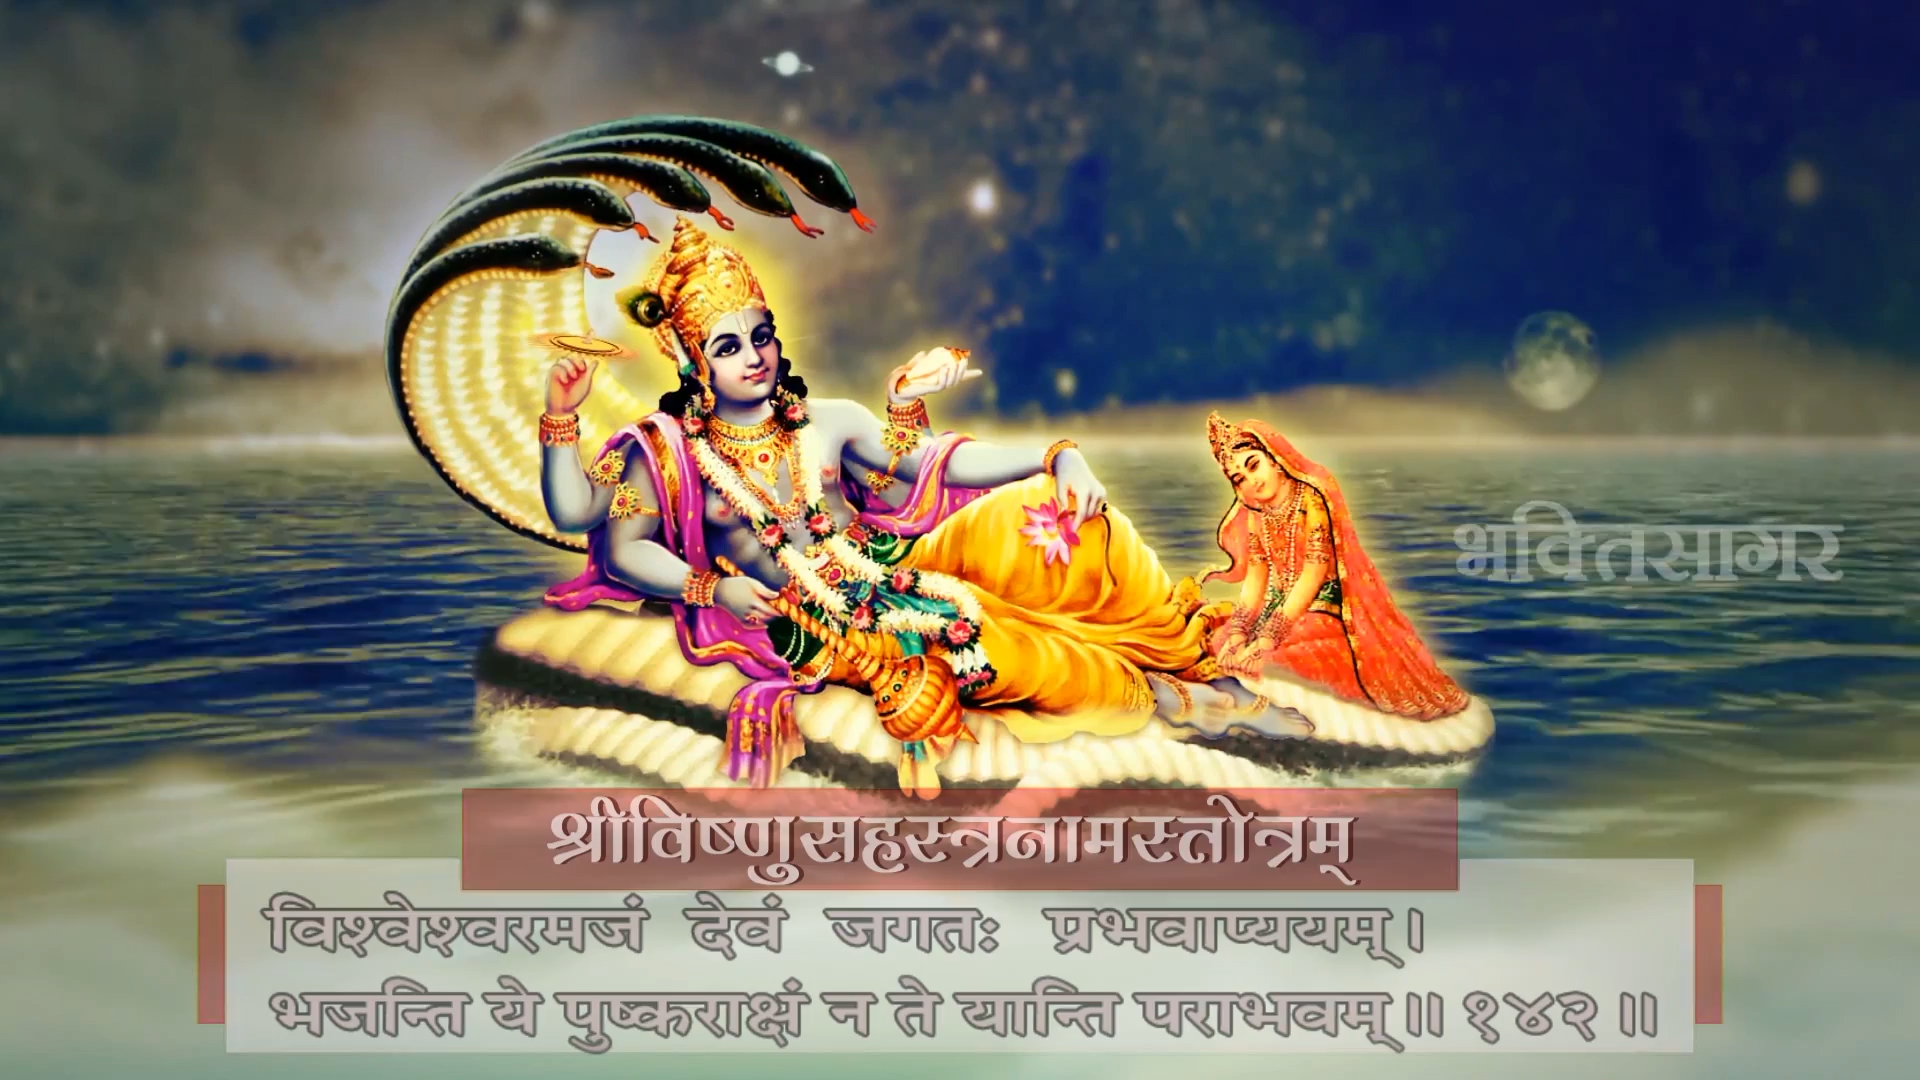 भक्तिसागर
श्रीविष्णुसहस्त्रनामस्तोत्रम्
विश्वेश्वरमजं देवं जगतः प्रभवाप्ययम्।
भजन्ति ये पुष्कराक्षं न ते यान्ति पराभवम्॥ १४२॥